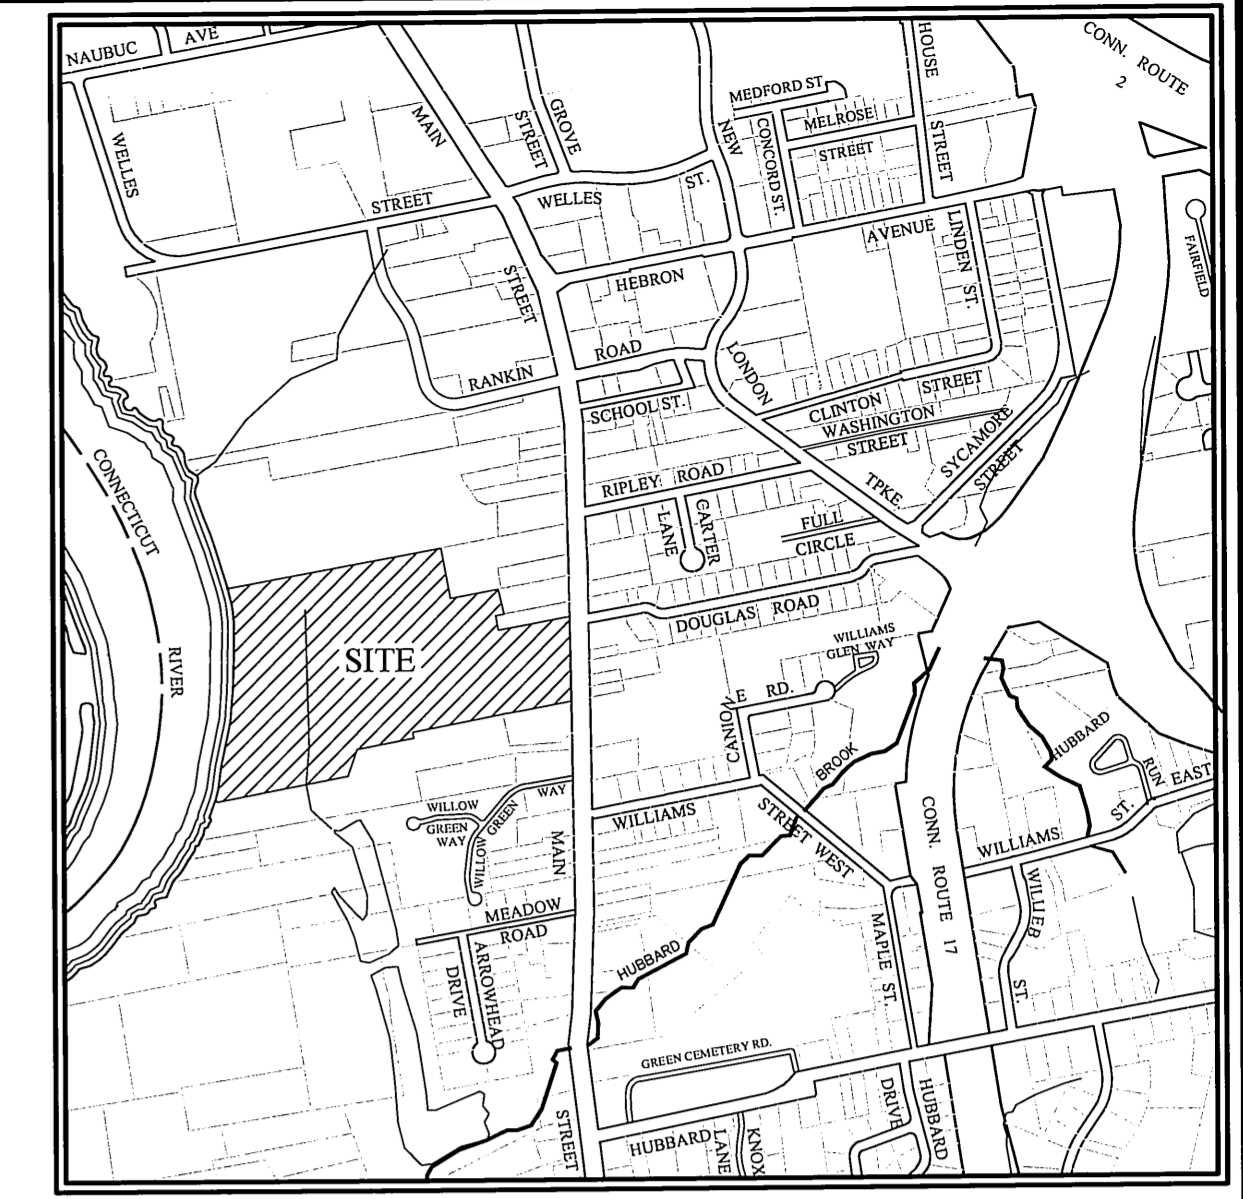 NAUBUC AVE
CONN. ROUTE
2
HOUSE
STREET
MEDFORD ST
MELROSE
STREET
CONCORD ST.
NEW
GROVE
STREET
MAIN
WELLES
STREET
WELLES ST.
AVENUE
LINDEN ST.
FAIRFIELD
HEBRON
STREET
ROAD
LONDON
RANKIN
SCHOOL ST.
CLINTON STREET
WASHINGTON
STREET
SYCAMORE
STREET
RIPLEY ROAD
TPKE
CARTER
LANE
FULL
CIRCLE
CONNECTICUT
RIVER
DOUGLAS ROAD
SITE
WILLIAMS
GLEN WAY
E RD.
CANION
BROOK
HUBBARD
RUN
EAST
WILLOW
GREEN
WAY
WILLOW
GREEN
WAY
MAIN
WILLIAMS
STREET WEST
CONN. ROUTE 17
WILLIAMS ST.
WILLIEB
ST.
MEADOW
ROAD
ARROWHEAD
DRIVE
HUBBARD
MAPLE ST.
GREEN CEMETERY RD.
STREET
HUBBARD
LANE
KNOX
DRIVE
HUBBARD